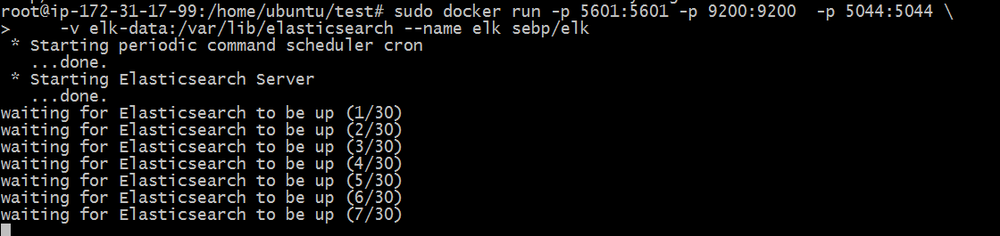 root@ip-172-31-17-99:/home/ubuntu/test# sudo docker run -p 5601:5601 -p 9200:9200  -p 5044:5044 \
>     -v elk-data:/var/lib/elasticsearch --name elk sebp/elk
 * Starting periodic command scheduler cron
   ...done.
 * Starting Elasticsearch Server
   ...done.
waiting for Elasticsearch to be up (1/30)
waiting for Elasticsearch to be up (2/30)
waiting for Elasticsearch to be up (3/30)
waiting for Elasticsearch to be up (4/30)
waiting for Elasticsearch to be up (5/30)
waiting for Elasticsearch to be up (6/30)
waiting for Elasticsearch to be up (7/30)